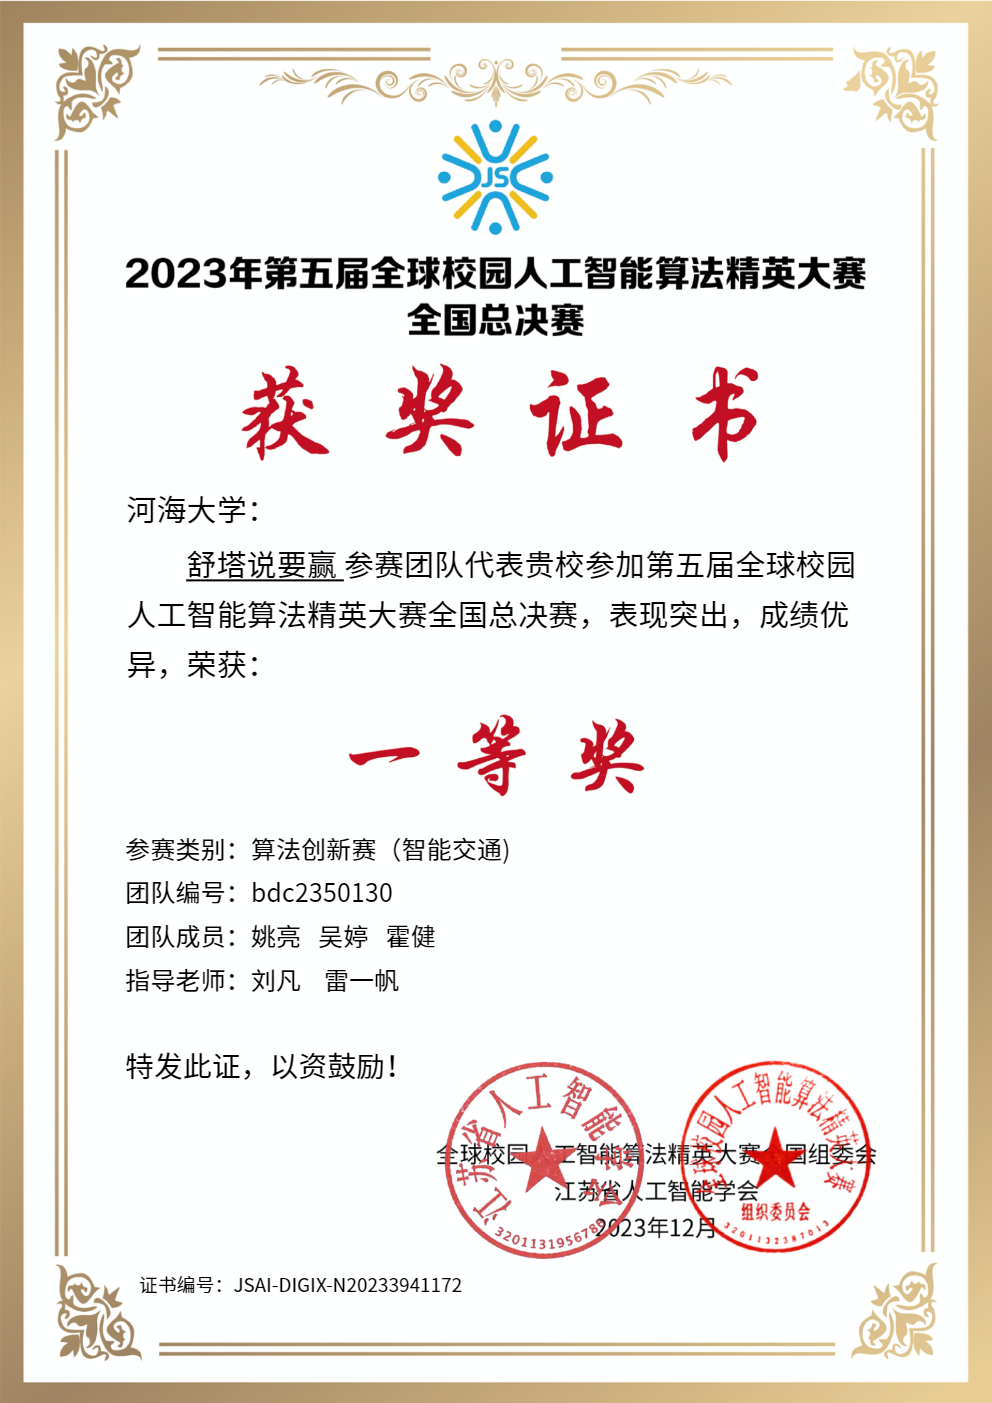 JS
2023年第五届全球校园人工智能算法精英大赛
全国总决赛
获奖证书
河海大学：
舒塔说要赢 参赛团队代表贵校参加第五届全球校园
人工智能算法精英大赛全国总决赛，表现突出，成绩优
异，荣获：
一等奖
参赛类别：算法创新赛（智能交通)
团队编号：bdc2350130
团队成员：姚亮 吴婷 霍健
指导老师：刘凡 雷一帆
特发此证，以资鼓励！
全球校园人工智能算法精英大赛全国组委会
江苏省人工智能学会
2023年12月
江苏省人工智能学会
3201131956786
全球校园人工智能算法精英大赛
组织委员会
3201132387013
证书编号：JSAI-DIGIX-N20233941172